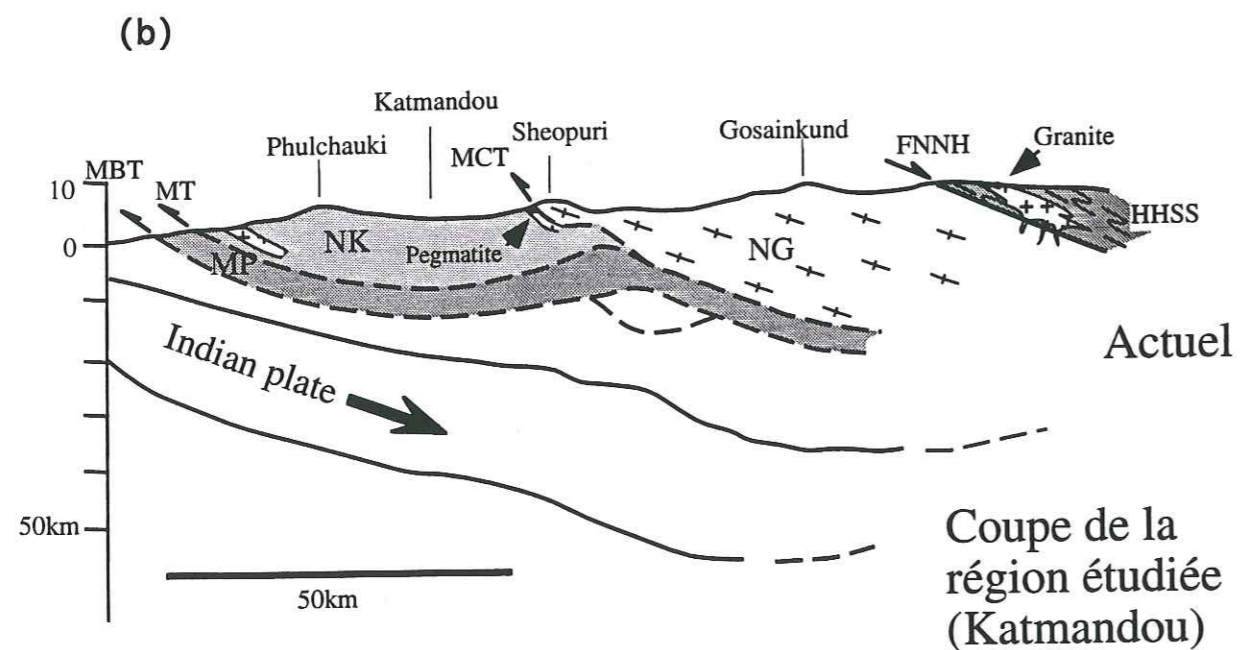 (b)
Katmandou
Phulchauki
Sheopuri
Gosainkund
Granite
FNNH
MBT
MT
MCT
10
0
NK
MP
Pegmatite
NG
HHSS
Indian plate
Actuel
50km
50km
Coupe de la
région étudiée
(Katmandou)